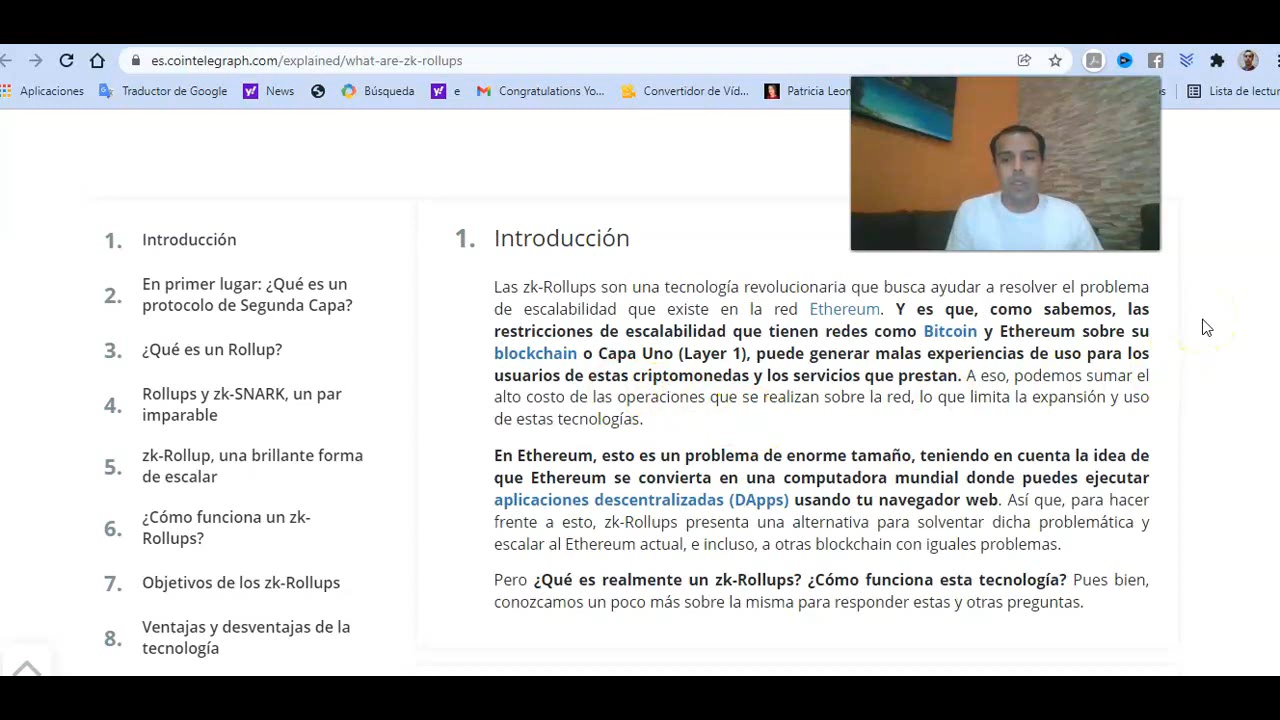 es.cointelegraph.com/explained/what-are-zk-rollups
Aplicaciones Traductor de Google News Búsqueda e Congratulations Yo... Convertidor de Víd... Patricia Leon Lista de lectur
1. Introducción
2. En primer lugar: ¿Qué es un
protocolo de Segunda Capa?
3. ¿Qué es un Rollup?
4. Rollups y zk-SNARK, un par
imparable
5. zk-Rollup, una brillante forma
de escalar
6. ¿Cómo funciona un zk-
Rollups?
7. Objetivos de los zk-Rollups
8. Ventajas y desventajas de la
tecnología
1. Introducción
Las zk-Rollups son una tecnología revolucionaria que busca ayudar a resolver el problema
de escalabilidad que existe en la red Ethereum. Y es que, como sabemos, las
restricciones de escalabilidad que tienen redes como Bitcoin y Ethereum sobre su
blockchain o Capa Uno (Layer 1), puede generar malas experiencias de uso para los
usuarios de estas criptomonedas y los servicios que prestan. A eso, podemos sumar el
alto costo de las operaciones que se realizan sobre la red, lo que limita la expansión y uso
de estas tecnologías.
En Ethereum, esto es un problema de enorme tamaño, teniendo en cuenta la idea de
que Ethereum se convierta en una computadora mundial donde puedes ejecutar
aplicaciones descentralizadas (DApps) usando tu navegador web. Así que, para hacer
frente a esto, zk-Rollups presenta una alternativa para solventar dicha problemática y
escalar al Ethereum actual, e incluso, a otras blockchain con iguales problemas.
Pero ¿Qué es realmente un zk-Rollups? ¿Cómo funciona esta tecnología? Pues bien,
conozcamos un poco más sobre la misma para responder estas y otras preguntas.